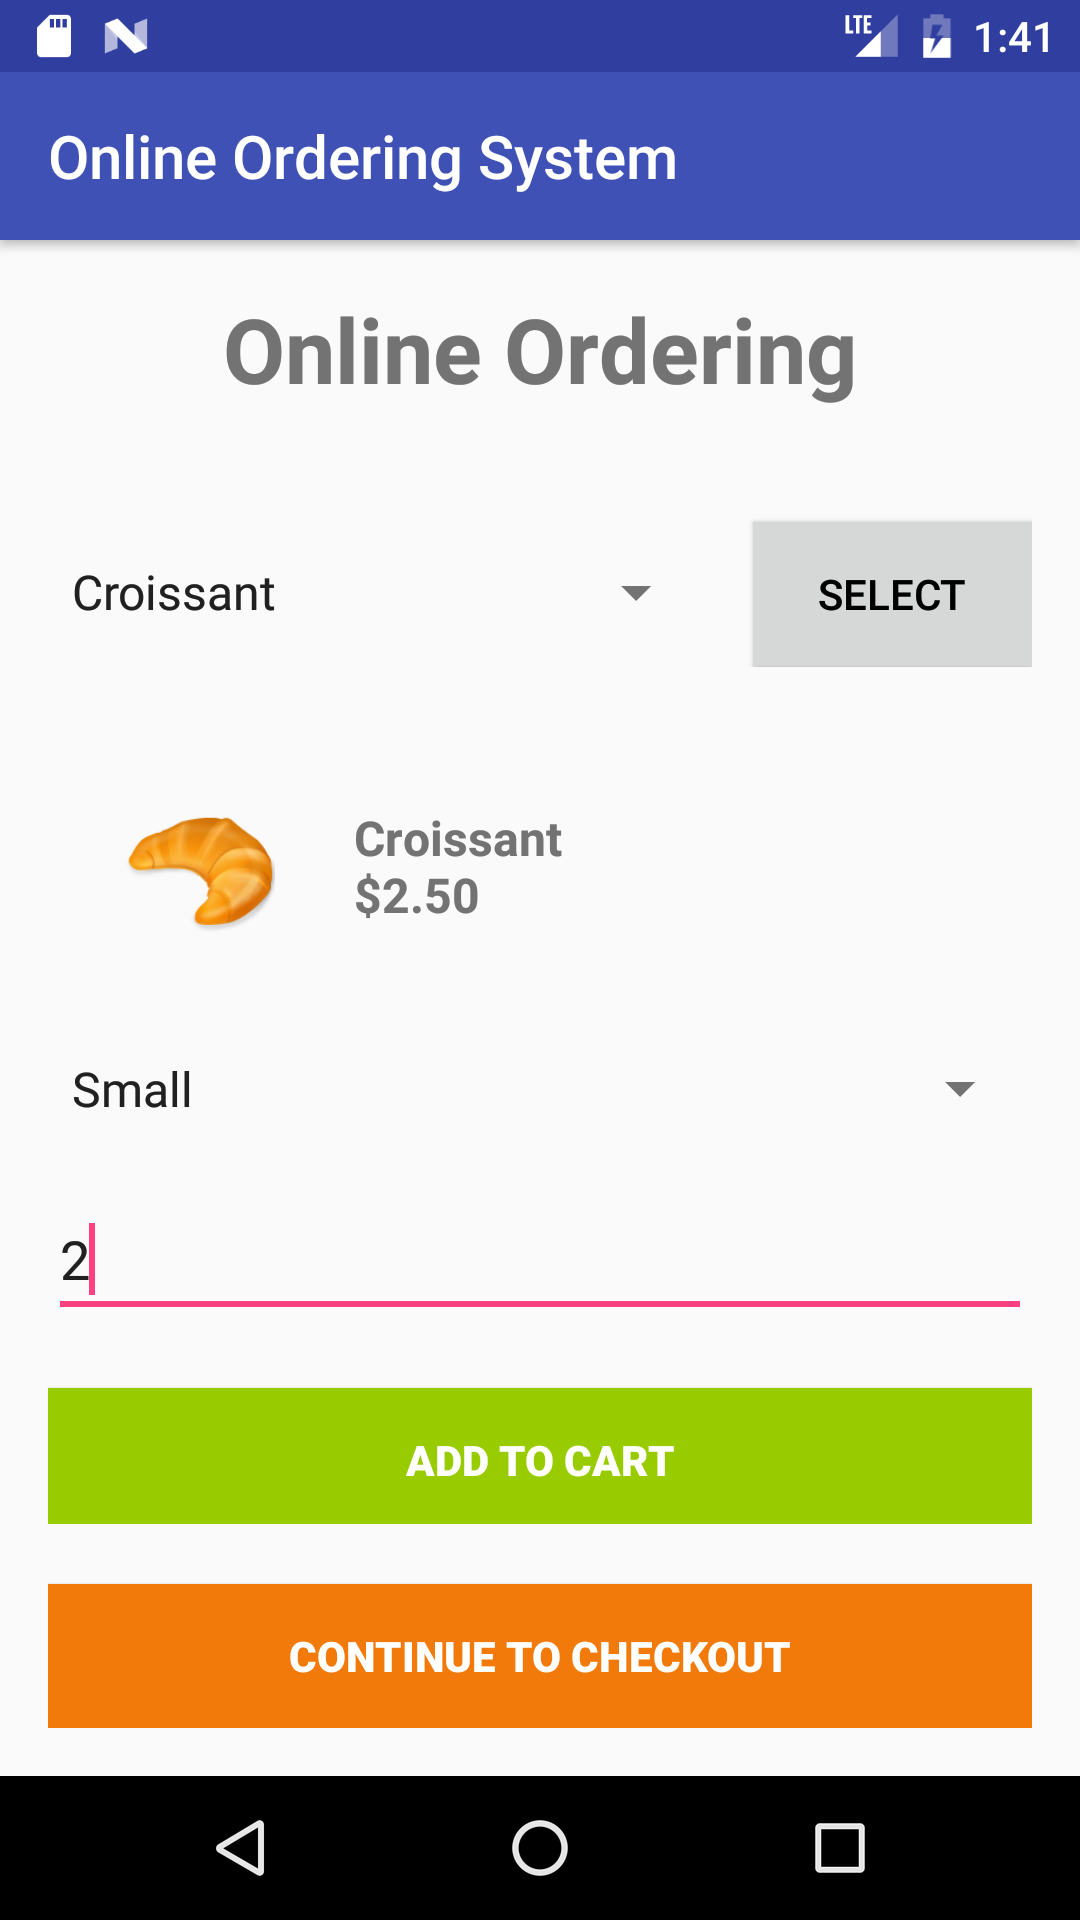 LTE 1:41
Online Ordering System
Online Ordering
Croissant
SELECT
Croissant
$2.50
Small
2
ADD TO CART
CONTINUE TO CHECKOUT